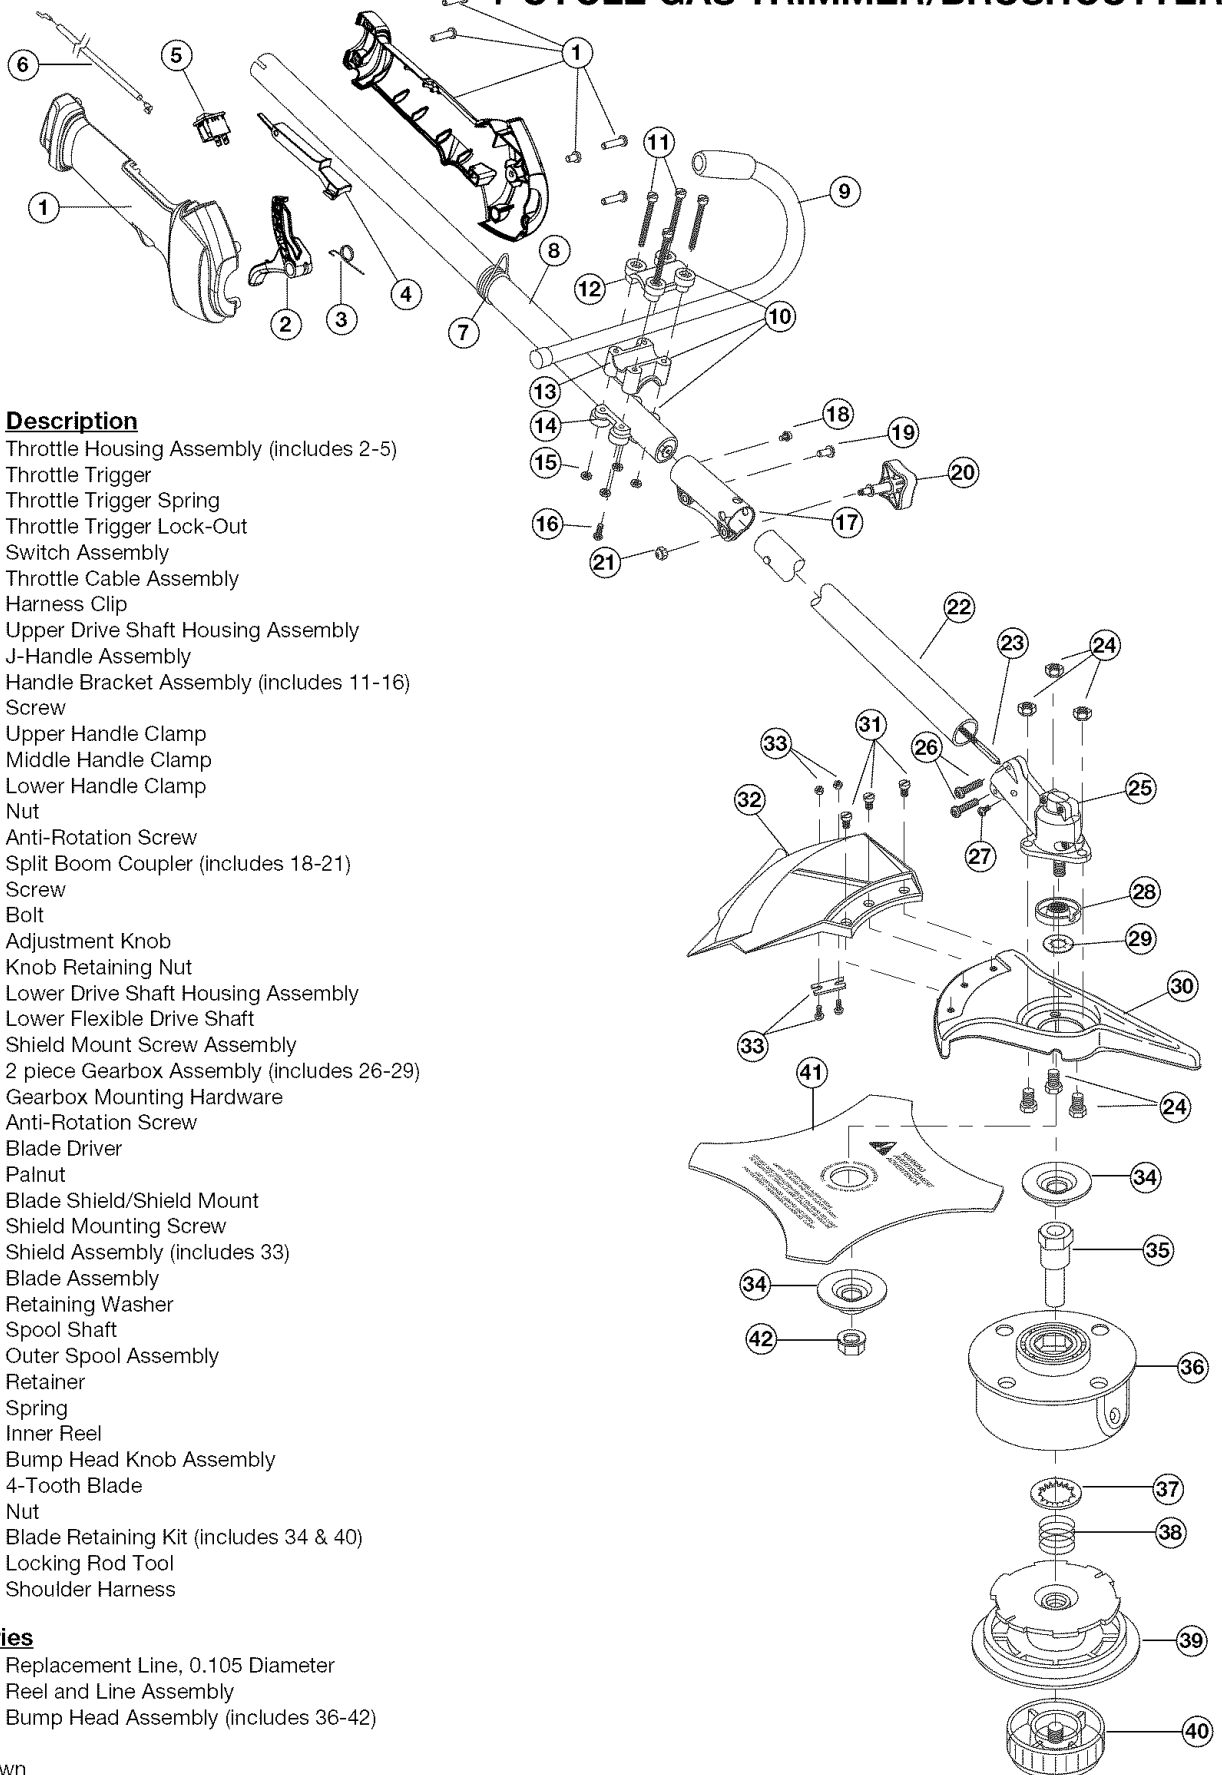 4-CYCLE GAS TRIMMER/BRUSHCUTTER
1
6
5
11
9
1
8
12
4
2
3
7
10
13
14
18
19
15
20
16
17
21
22
23
24
33
31
26
32
25
27
28
29
30
33
41
24
WARNING
AVERTISSEMENT
ADVERTENCIA
34
35
34
42
36
37
38
39
40
Description
Throttle Housing Assembly (includes 2-5)
Throttle Trigger
Throttle Trigger Spring
Throttle Trigger Lock-Out
Switch Assembly
Throttle Cable Assembly
Harness Clip
Upper Drive Shaft Housing Assembly
J-Handle Assembly
Handle Bracket Assembly (includes 11-16)
Screw
Upper Handle Clamp
Middle Handle Clamp
Lower Handle Clamp
Nut
Anti-Rotation Screw
Split Boom Coupler (includes 18-21)
Screw
Bolt
Adjustment Knob
Knob Retaining Nut
Lower Drive Shaft Housing Assembly
Lower Flexible Drive Shaft
Shield Mount Screw Assembly
2 piece Gearbox Assembly (includes 26-29)
Gearbox Mounting Hardware
Anti-Rotation Screw
Blade Driver
Palnut
Blade Shield/Shield Mount
Shield Mounting Screw
Shield Assembly (includes 33)
Blade Assembly
Retaining Washer
Spool Shaft
Outer Spool Assembly
Retainer
Spring
Inner Reel
Bump Head Knob Assembly
4-Tooth Blade
Nut
Blade Retaining Kit (includes 34 & 40)
Locking Rod Tool
Shoulder Harness
ies
Replacement Line, 0.105 Diameter
Reel and Line Assembly
Bump Head Assembly (includes 36-42)
wn